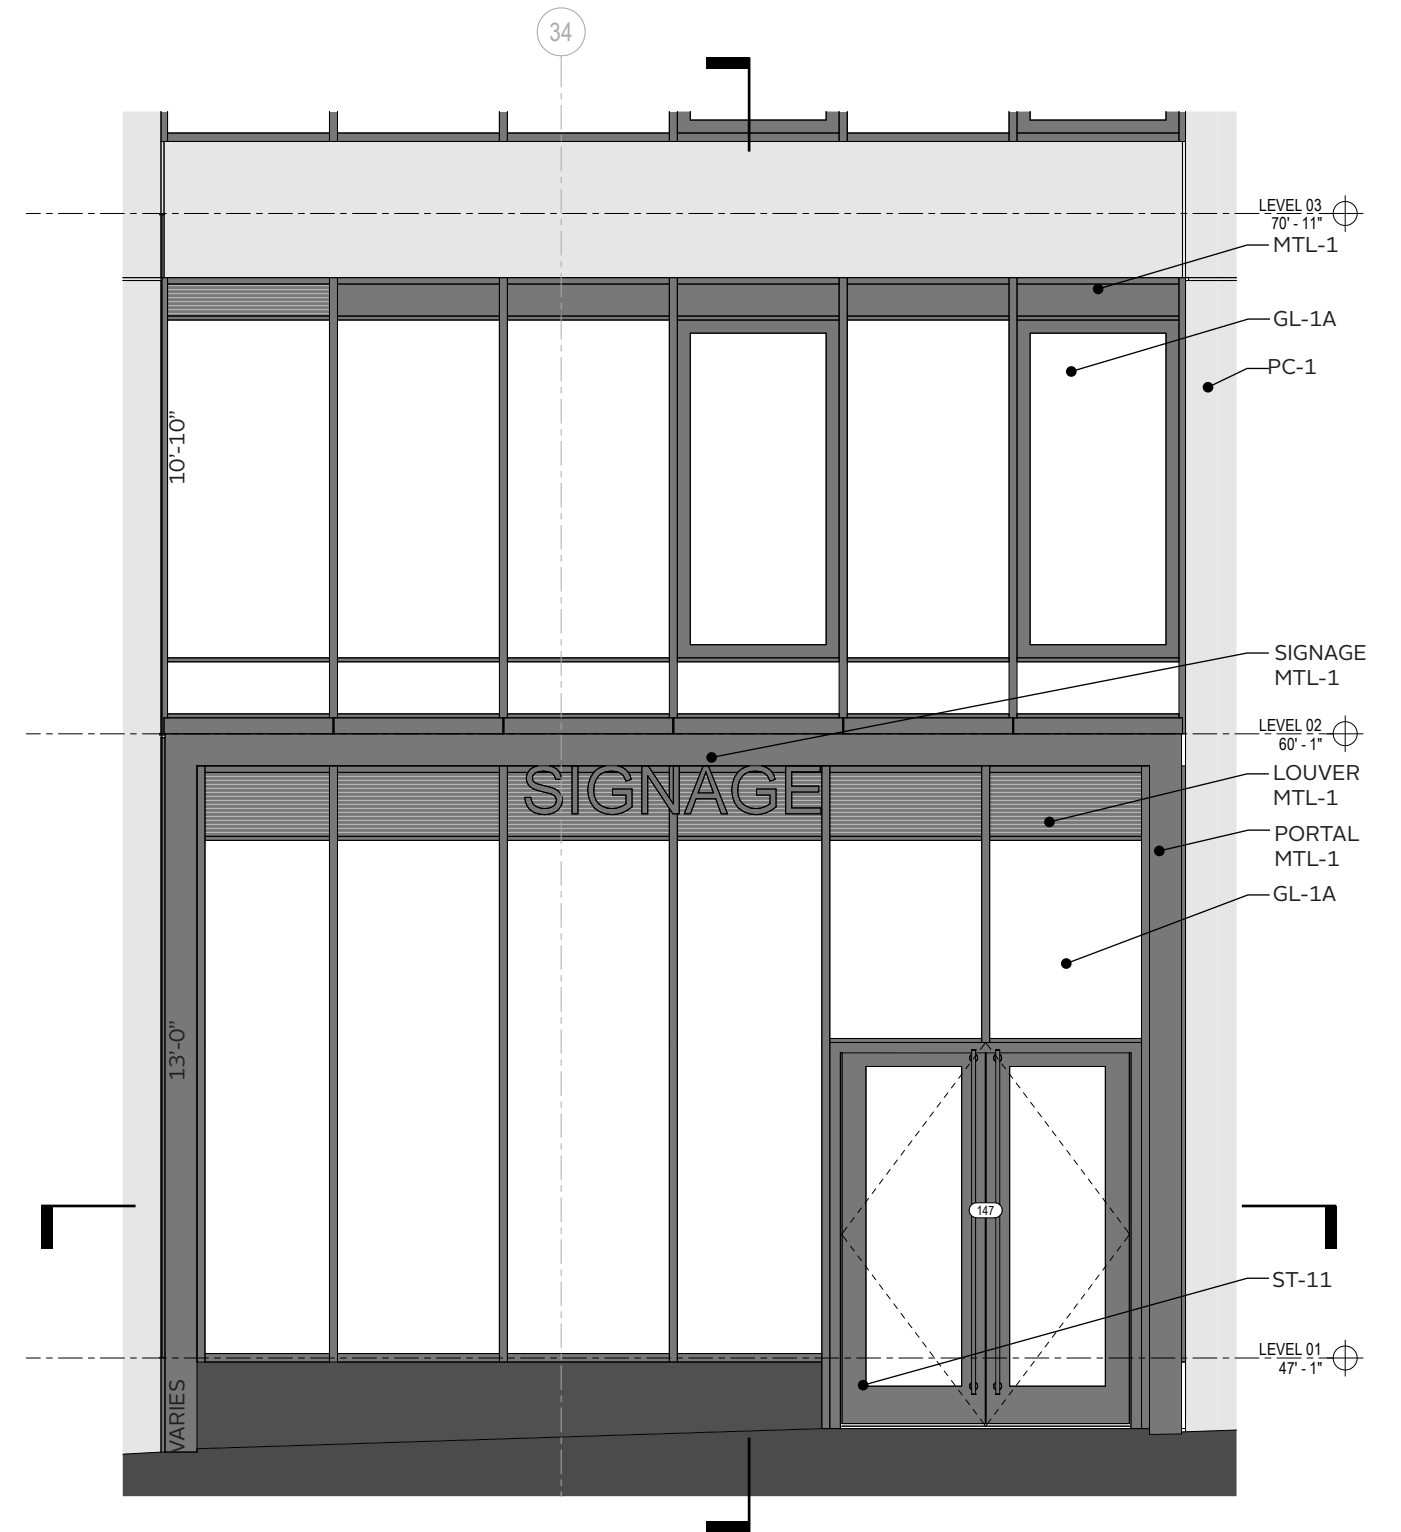 34
LEVEL 03
70' - 11"
MTL-1
GL-1A
PC-1
10'-10"
SIGNAGE
MTL-1
LEVEL 02
60' - 1"
SIGNAGE
LOUVER
MTL-1
PORTAL
MTL-1
GL-1A
13'-0"
147
ST-11
LEVEL 01
47' - 1"
VARIES